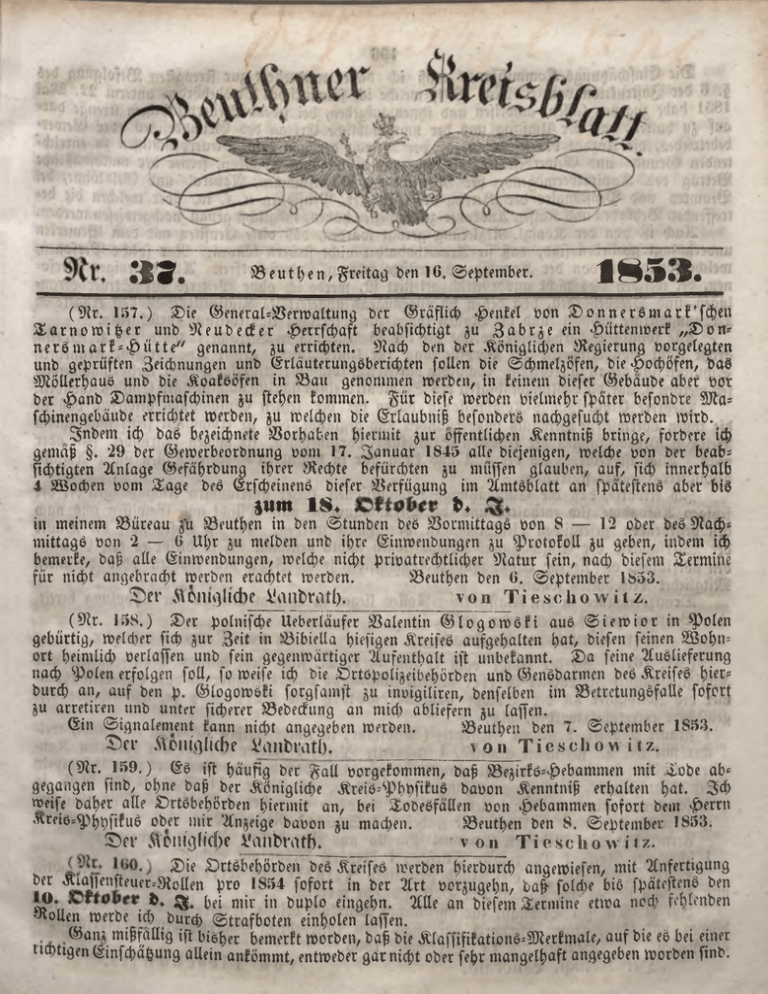 Beuthner Kreisblatt.
Nr. 37. Beuthen, Freitag den 16. September. 1853.
(Nr. 157.) Die General-Verwaltung der Gräflich Henkel von Donnersmark'schen
Tarnowitzer und Neudecker Herrschaft beabsichtigt zu Zabrze ein Hüttenwerk „Don-
nersmark-Hütte" genannt, zu errichten. Nach den der Königlichen Regierung vorgelegten
und geprüften Zeichnungen und Erläuterungsberichten sollen die Schmelzöfen, die Hochöfen, das
Möllerhaus und die Koaksöfen in Bau genommen werden, in keinem dieser Gebäude aber vor
der Hand Dampfmaschinen zu stehen kommen. Für diese werden vielmehr später besondre Ma-
schinengebäude errichtet werden, zu welchen die Erlaubniß besonders nachgesucht werden wird.
Indem ich das bezeichnete Vorhaben hiermit zur öffentlichen Kenntniß bringe, fordere ich
gemäß §. 29 der Gewerbeordnung vom 17. Januar 1845 alle diejenigen, welche von der beab-
sichtigten Anlage Gefährdung ihrer Rechte befürchten zu müssen glauben, auf, sich innerhalb
4 Wochen vom Tage des Erscheinens dieser Verfügung im Amtsblatt an spätestens aber bis
zum 18. Oktober d. J.
in meinem Büreau zu Beuthen in den Stunden des Vormittags von 8 — 12 oder des Nach-
mittags von 2 — 6 Uhr zu melden und ihre Einwendungen zu Protokoll zu geben, indem ich
bemerke, daß alle Einwendungen, welche nicht privatrechtlicher Natur sein, nach diesem Termine
für nicht angebracht werden erachtet werden. Beuthen den 6. September 1853.
Der Königliche Landrath. von Tieschowitz.
(Nr. 158.) Der polnische Ueberläufer Valentin Glogowski aus Siewior in Polen
gebürtig, welcher sich zur Zeit in Bibiella hiesigen Kreises aufgehalten hat, diesen seinen Wohn-
ort heimlich verlassen und sein gegenwärtiger Aufenthalt ist unbekannt. Da seine Auslieferung
nach Polen erfolgen soll, so weise ich die Ortspolizeibehörden und Gensdarmen des Kreises hier-
durch an, auf den p. Glogowski sorgsamst zu invigiliren, denselben im Betretungsfalle sofort
zu arretiren und unter sicherer Bedeckung an mich abliefern zu lassen.
Ein Signalement kann nicht angegeben werden. Beuthen den 7. September 1853.
Der Königliche Landrath. von Tieschowitz.
(Nr. 159.) Es ist häufig der Fall vorgekommen, daß Bezirks-Hebammen mit Tode ab-
gegangen sind, ohne daß der Königliche Kreis-Physikus davon Kenntniß erhalten hat. Ich
weise daher alle Ortsbehörden hiermit an, bei Todesfällen von Hebammen sofort dem Herrn
Kreis-Physikus oder mir Anzeige davon zu machen. Beuthen den 8. September 1853.
Der Königliche Landrath. von Tieschowitz.
(Nr. 160.) Die Ortsbehörden des Kreises werden hierdurch angewiesen, mit Anfertigung
der Klassensteuer-Rollen pro 1854 sofort in der Art vorzugehn, daß solche bis spätestens den
10. Oktober d. J. bei mir in duplo eingehn. Alle an diesem Termine etwa noch fehlenden
Rollen werde ich durch Strafboten einholen lassen.
Ganz mißfällig ist bisher bemerkt worden, daß die Klassifikations-Merkmale, auf die es bei einer
richtigen Einschätzung allein ankömmt, entweder gar nicht oder sehr mangelhaft angegeben worden sind.